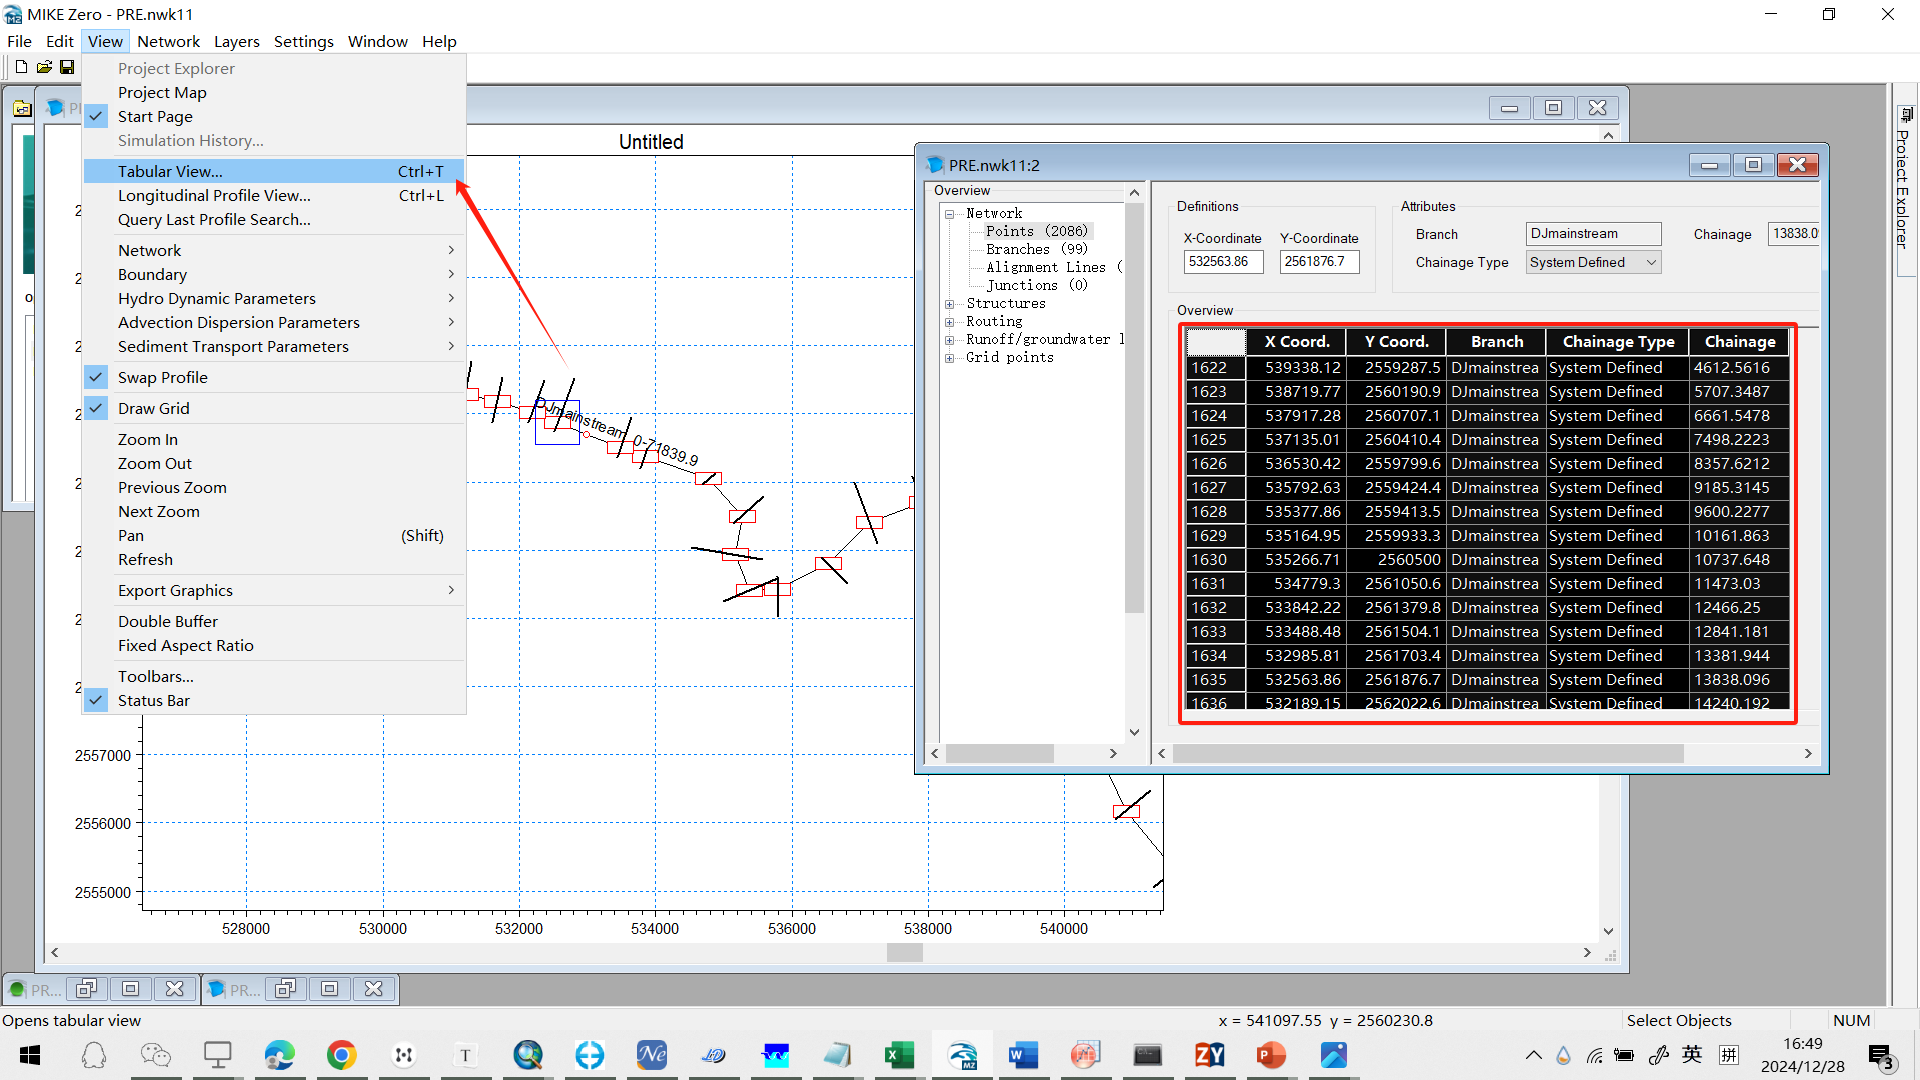 MIKE Zero - PRE.nwk11
File Edit View Network Layers Settings Window Help
Project Explorer
Project Map
Start Page
Simulation History...
Tabular View... Ctrl+T
Longitudinal Profile View... Ctrl+L
Query Last Profile Search...
Network
Boundary
Hydro Dynamic Parameters
Advection Dispersion Parameters
Sediment Transport Parameters
Swap Profile
Draw Grid
Zoom In
Zoom Out
Previous Zoom
Next Zoom
Pan (Shift)
Refresh
Export Graphics
Double Buffer
Fixed Aspect Ratio
Toolbars...
Status Bar
Untitled
DJmainstream 0-71839.9
2557000
2556000
2555000
528000 530000 532000 534000 536000 538000 540000
PRE.nwk11:2
Overview
Network
Points (2086)
Branches (99)
Alignment Lines (
Junctions (0)
Structures
Routing
Runoff/groundwater l
Grid points
Definitions
X-Coordinate Y-Coordinate
532563.86 2561876.7
Attributes
Branch DJmainstream Chainage 13838.0
Chainage Type System Defined
Overview
X Coord. Y Coord. Branch Chainage Type Chainage
1622 539338.12 2559287.5 DJmainstrea System Defined 4612.5616
1623 538719.77 2560190.9 DJmainstrea System Defined 5707.3487
1624 537917.28 2560707.1 DJmainstrea System Defined 6661.5478
1625 537135.01 2560410.4 DJmainstrea System Defined 7498.2223
1626 536530.42 2559799.6 DJmainstrea System Defined 8357.6212
1627 535792.63 2559424.4 DJmainstrea System Defined 9185.3145
1628 535377.86 2559413.5 DJmainstrea System Defined 9600.2277
1629 535164.95 2559933.3 DJmainstrea System Defined 10161.863
1630 535266.71 2560500 DJmainstrea System Defined 10737.648
1631 534779.3 2561050.6 DJmainstrea System Defined 11473.03
1632 533842.22 2561379.8 DJmainstrea System Defined 12466.25
1633 533488.48 2561504.1 DJmainstrea System Defined 12841.181
1634 532985.81 2561703.4 DJmainstrea System Defined 13381.944
1635 532563.86 2561876.7 DJmainstrea System Defined 13838.096
1636 532189.15 2562022.6 DJmainstrea System Defined 14240.192
Project Explorer
PR...
PR...
Opens tabular view
x = 541097.55 y = 2560230.8
Select Objects
NUM
T
Ne
MZ
ZY
英
拼
16:49
2024/12/28
3